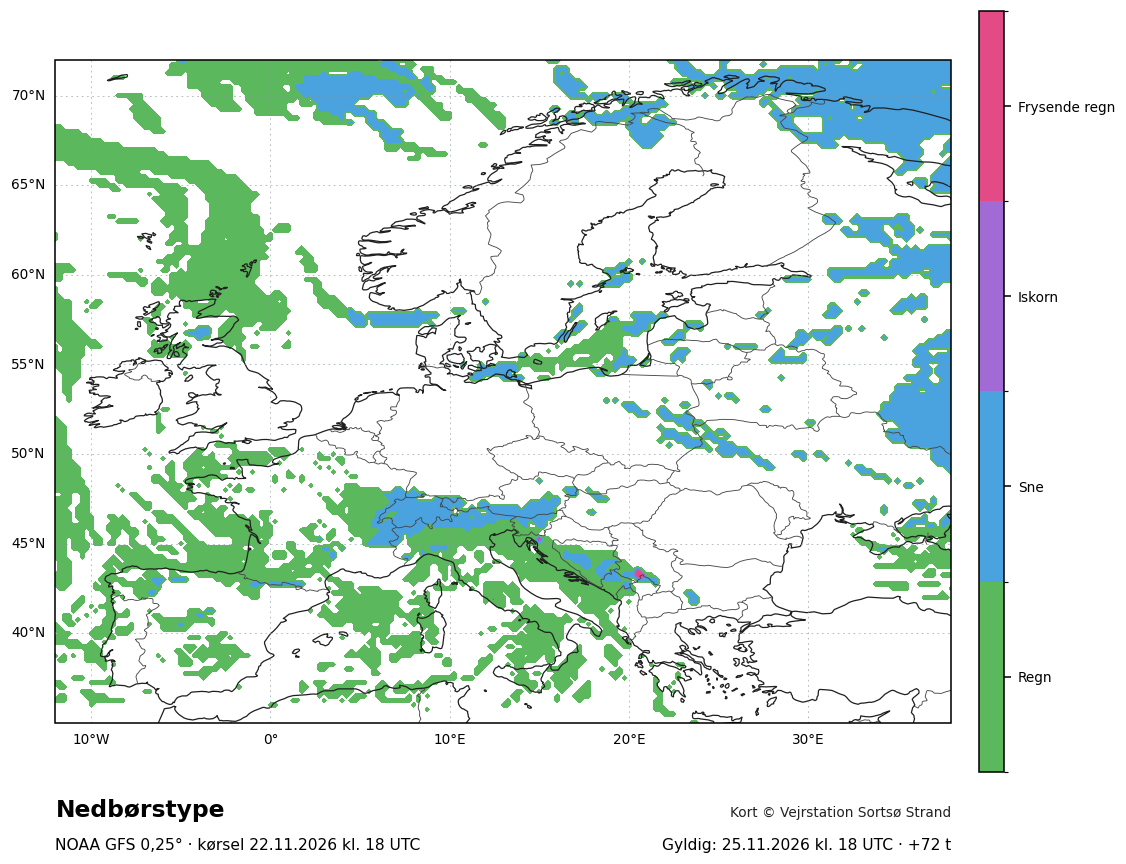 70°N
65°N
60°N
55°N
50°N
45°N
40°N
10°W
0°
10°E
20°E
30°E
Frysende regn
Iskorn
Sne
Regn
Nedbørstype
Kort © Vejrstation Sortsø Strand
NOAA GFS 0,25° · kørsel 22.11.2026 kl. 18 UTC
Gyldig: 25.11.2026 kl. 18 UTC · +72 t